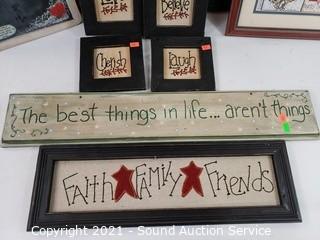 Believe
Cherish
Laugh
The best things in life... aren't things
Faith Family Friends
Copyright 2021 - Sound Auction Service